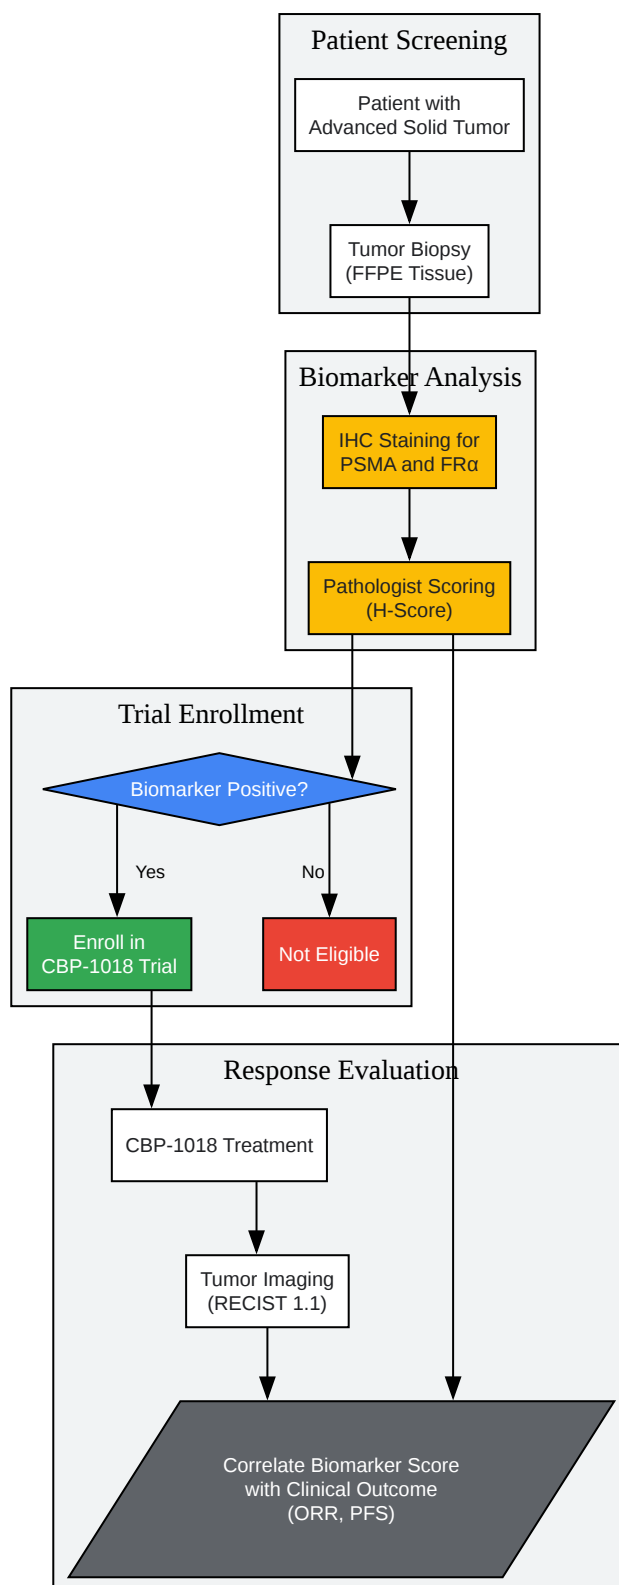 Patient Screening
Patient with
Advanced Solid Tumor
Tumor Biopsy
(FFPE Tissue)
Biomarker Analysis
IHC Staining for
PSMA and FRα
Pathologist Scoring
(H-Score)
Trial Enrollment
Biomarker Positive?
Yes
No
Enroll in
CBP-1018 Trial
Not Eligible
Response Evaluation
CBP-1018 Treatment
Tumor Imaging
(RECIST 1.1)
Correlate Biomarker Score
with Clinical Outcome
(ORR, PFS)